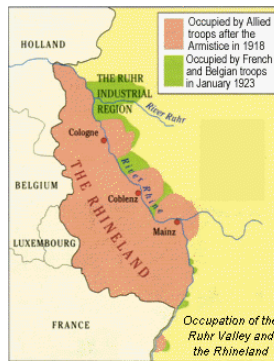 Occupied by Allied
troops after the
Armistice in 1918
Occupied by French
and Belgian troops
in January 1923
HOLLAND
THE RUHR
INDUSTRIAL
REGION
River Ruhr
Cologne
River Rhine
BELGIUM
THE RHINELAND
Coblenz
Mainz
LUXEMBOURG
FRANCE
Occupation of the
Ruhr Valley and
the Rhineland